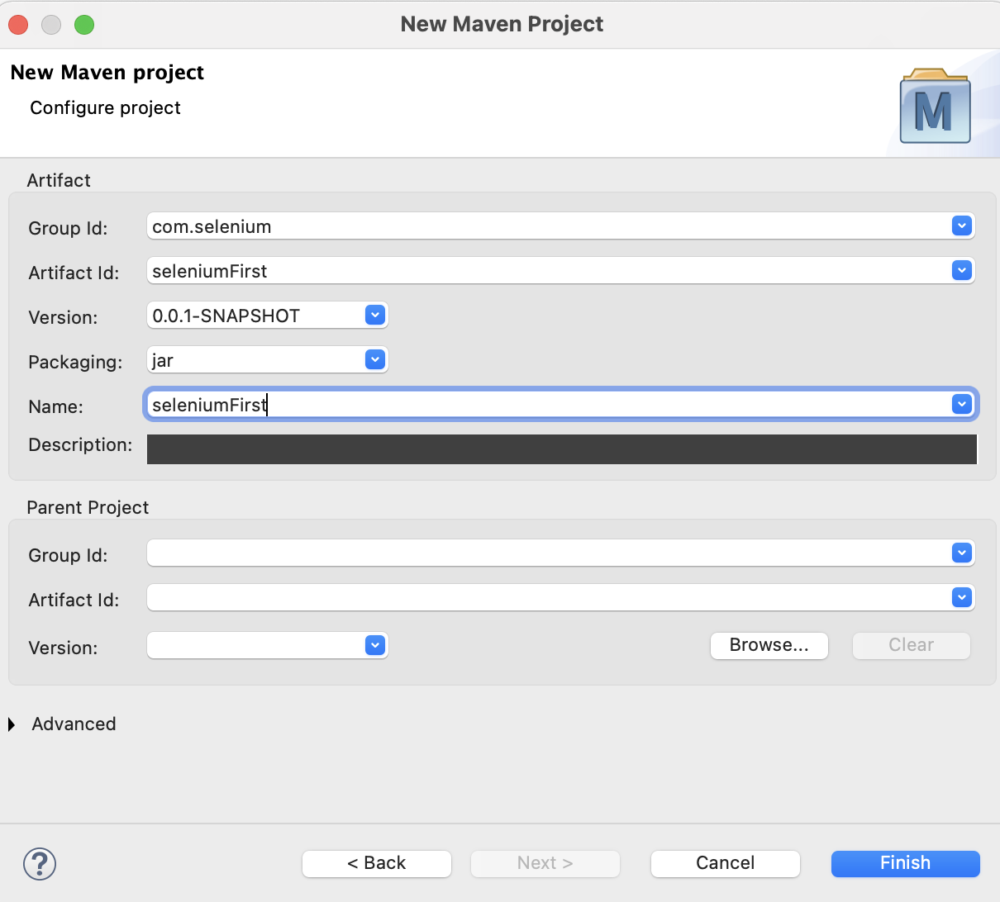 New Maven Project
New Maven project
Configure project
M
Artifact
Group Id: com.selenium
Artifact Id: seleniumFirst
Version: 0.0.1-SNAPSHOT
Packaging: jar
Name: seleniumFirst
Description:
Parent Project
Group Id:
Artifact Id:
Version: Browse... Clear
Advanced
? < Back Next > Cancel Finish